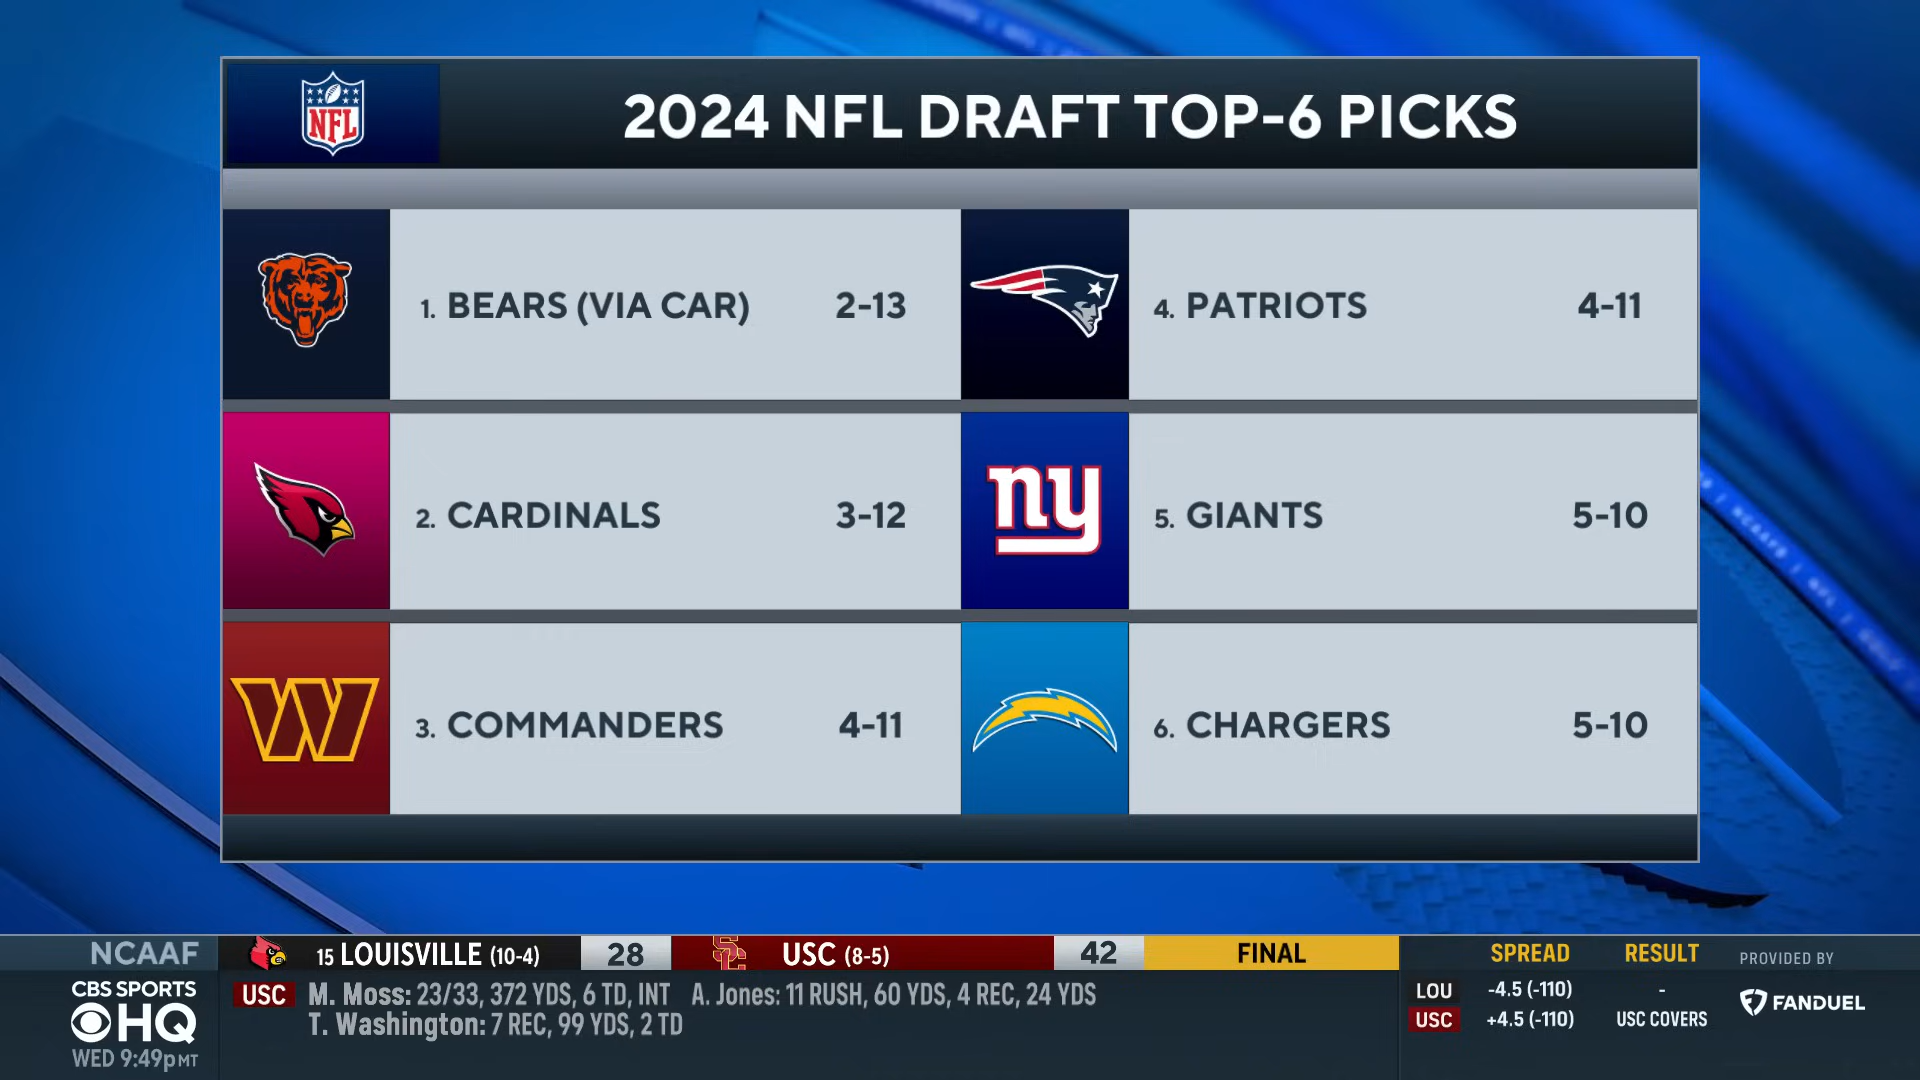 NFL
2024 NFL DRAFT TOP-6 PICKS
1. BEARS (VIA CAR) 2-13
2. CARDINALS 3-12
W
3. COMMANDERS 4-11
4. PATRIOTS 4-11
ny
5. GIANTS 5-10
6. CHARGERS 5-10
NCAAF
15 LOUISVILLE (10-4) 28 SC USC (8-5) 42 FINAL
CBS SPORTS
HQ
WED 9:49pMT
USC M. Moss: 23/33, 372 YDS, 6 TD, INT A. Jones: 11 RUSH, 60 YDS, 4 REC, 24 YDS
T. Washington: 7 REC, 99 YDS, 2 TD
SPREAD RESULT
LOU -4.5 (-110) -
USC +4.5 (-110) USC COVERS
PROVIDED BY
FANDUEL